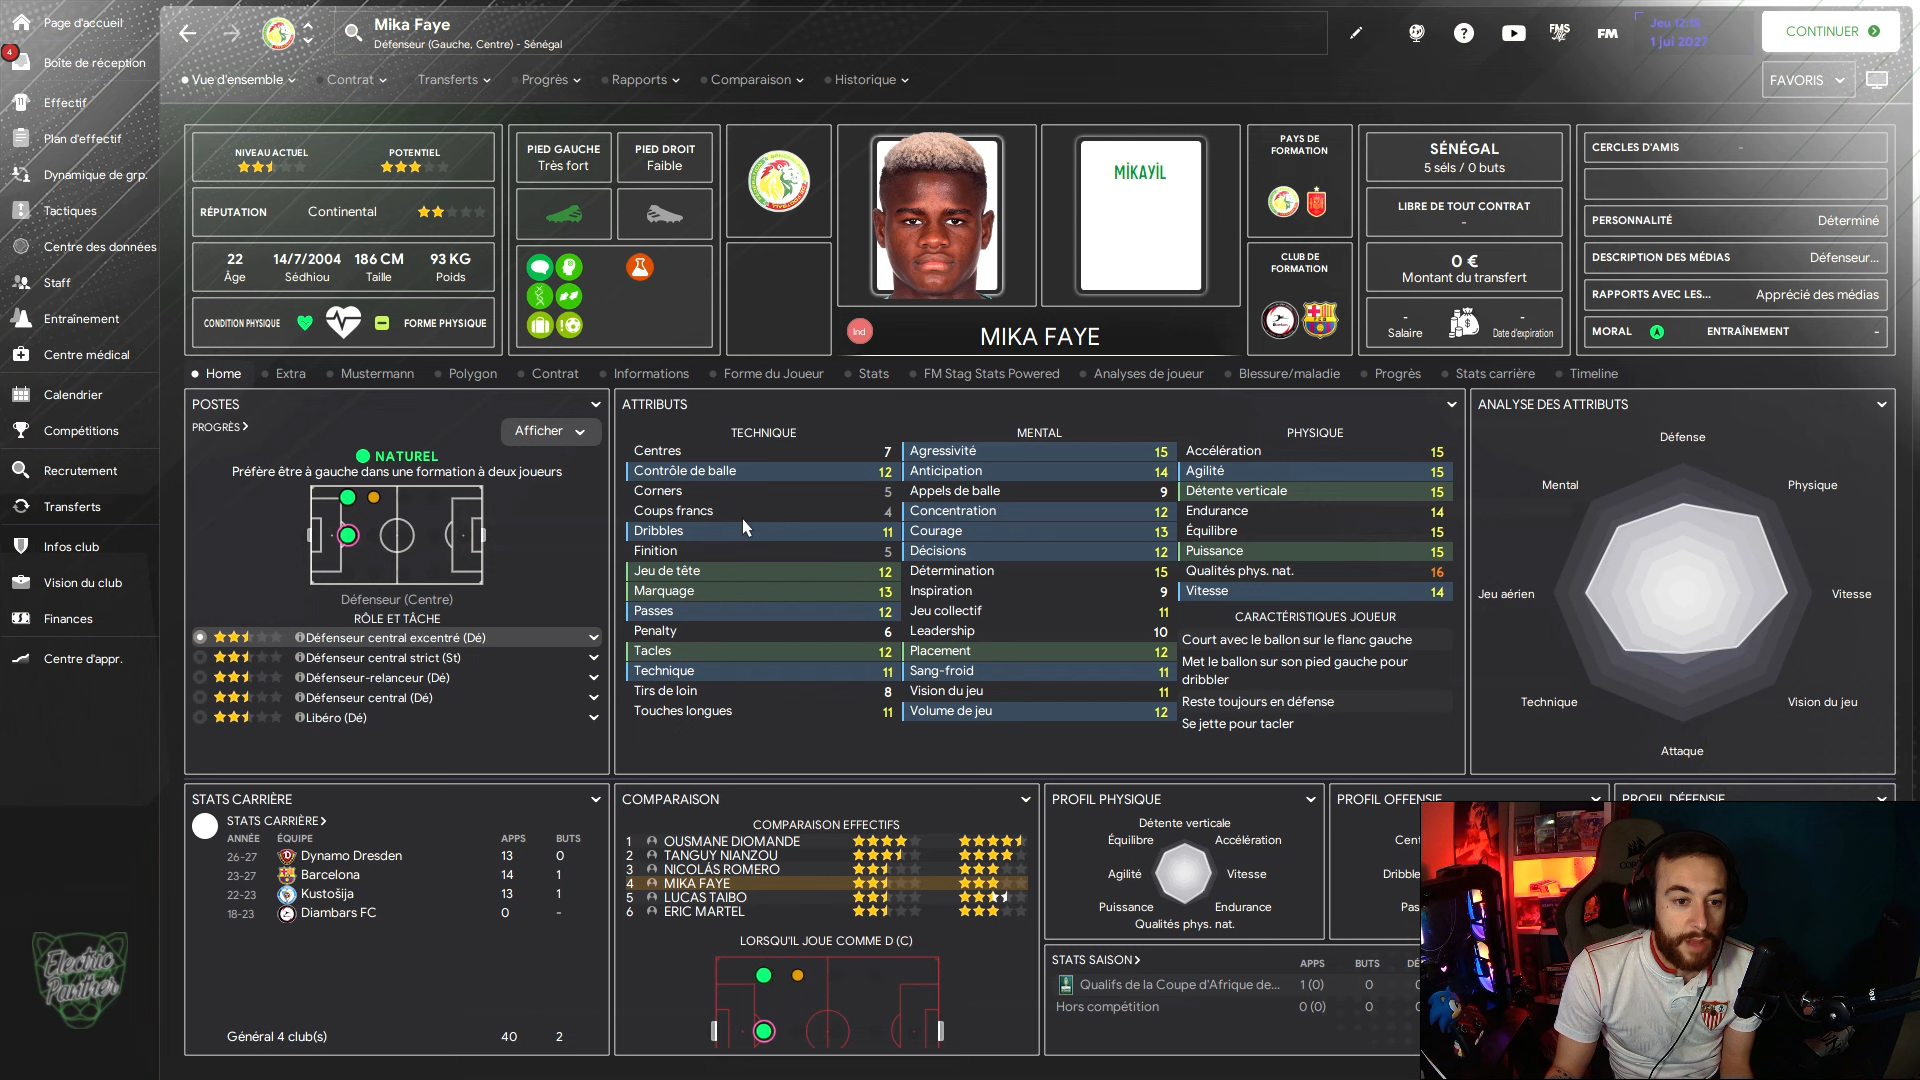 Page d'accueil
4
Boîte de réception
Effectif
Plan d'effectif
Dynamique de grp.
Tactiques
Centre des données
Staff
Entraînement
Centre médical
Calendrier
Compétitions
Recrutement
Transferts
Infos club
Vision du club
Finances
Centre d'appr.
Electric
Panther
Mika Faye
Défenseur (Gauche, Centre) - Sénégal
FMS
FM
Jeu 12:15
1 jui 2027
CONTINUER
Vue d'ensemble
Contrat
Transferts
Progrès
Rapports
Comparaison
Historique
FAVORIS
NIVEAU ACTUEL
POTENTIEL
RÉPUTATION
Continental
22
Âge
14/7/2004
Sédhiou
186 CM
Taille
93 KG
Poids
CONDITION PHYSIQUE
FORME PHYSIQUE
PIED GAUCHE
Très fort
PIED DROIT
Faible
MIKAYIL
Ind
MIKA FAYE
PAYS DE
FORMATION
CLUB DE
FORMATION
SÉNÉGAL
5 séls / 0 buts
LIBRE DE TOUT CONTRAT
-
0 €
Montant du transfert
-
Salaire
-
Date d'expiration
CERCLES D'AMIS -
PERSONNALITÉ Déterminé
DESCRIPTION DES MÉDIAS Défenseur...
RAPPORTS AVEC LES... Apprécié des médias
MORAL ENTRAÎNEMENT -
Home
Extra
Mustermann
Polygon
Contrat
Informations
Forme du Joueur
Stats
FM Stag Stats Powered
Analyses de joueur
Blessure/maladie
Progrès
Stats carrière
Timeline
POSTES
PROGRÈS
Afficher
NATUREL
Préfère être à gauche dans une formation à deux joueurs
Défenseur (Centre)
RÔLE ET TÂCHE
Défenseur central excentré (Dé)
Défenseur central strict (St)
Défenseur-relanceur (Dé)
Défenseur central (Dé)
Libéro (Dé)
ATTRIBUTS
TECHNIQUE
Centres 7
Contrôle de balle 12
Corners 5
Coups francs 4
Dribbles 11
Finition 5
Jeu de tête 12
Marquage 13
Passes 12
Penalty 6
Tacles 12
Technique 11
Tirs de loin 8
Touches longues 11
MENTAL
Agressivité 15
Anticipation 14
Appels de balle 9
Concentration 12
Courage 13
Décisions 12
Détermination 15
Inspiration 9
Jeu collectif 11
Leadership 10
Placement 12
Sang-froid 11
Vision du jeu 11
Volume de jeu 12
PHYSIQUE
Accélération 15
Agilité 15
Détente verticale 15
Endurance 14
Équilibre 15
Puissance 15
Qualités phys. nat. 16
Vitesse 14
CARACTÉRISTIQUES JOUEUR
Court avec le ballon sur le flanc gauche
Met le ballon sur son pied gauche pour
dribbler
Reste toujours en défense
Se jette pour tacler
ANALYSE DES ATTRIBUTS
Défense
Mental
Physique
Jeu aérien
Vitesse
Technique
Vision du jeu
Attaque
STATS CARRIÈRE
STATS CARRIÈRE
ANNÉE ÉQUIPE APPS BUTS
26-27 Dynamo Dresden 13 0
23-27 Barcelona 14 1
22-23 Kustošija 13 1
18-23 Diambars FC 0 -
Général 4 club(s) 40 2
COMPARAISON
COMPARAISON EFFECTIFS
1 OUSMANE DIOMANDE
2 TANGUY NIANZOU
3 NICOLÁS ROMERO
4 MIKA FAYE
5 LUCAS TAIBO
6 ERIC MARTEL
LORSQU'IL JOUE COMME D (C)
PROFIL PHYSIQUE
Détente verticale
Équilibre
Accélération
Agilité
Vitesse
Puissance
Endurance
Qualités phys. nat.
PROFIL OFFENSIF
Cent
Dribble
Pas
PROFIL DÉFENSIF
STATS SAISON
APPS BUTS DÉ
Qualifs de la Coupe d'Afrique de... 1 (0) 0
Hors compétition 0 (0) 0